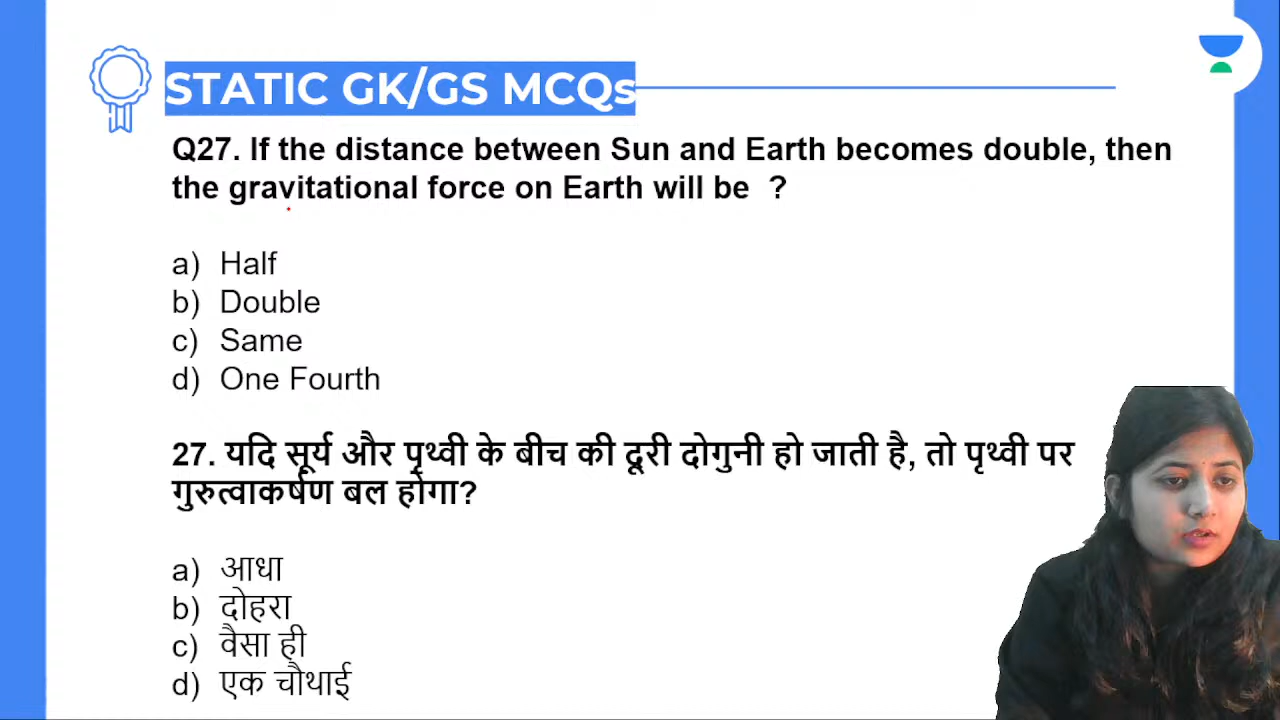 STATIC GK/GS MCQs
Q27. If the distance between Sun and Earth becomes double, then
the gravitational force on Earth will be ?
a) Half
b) Double
c) Same
d) One Fourth
27. यदि सूर्य और पृथ्वी के बीच की दूरी दोगुनी हो जाती है, तो पृथ्वी पर
गुरुत्वाकर्षण बल होगा?
a) आधा
b) दोहरा
c) वैसा ही
d) एक चौथाई